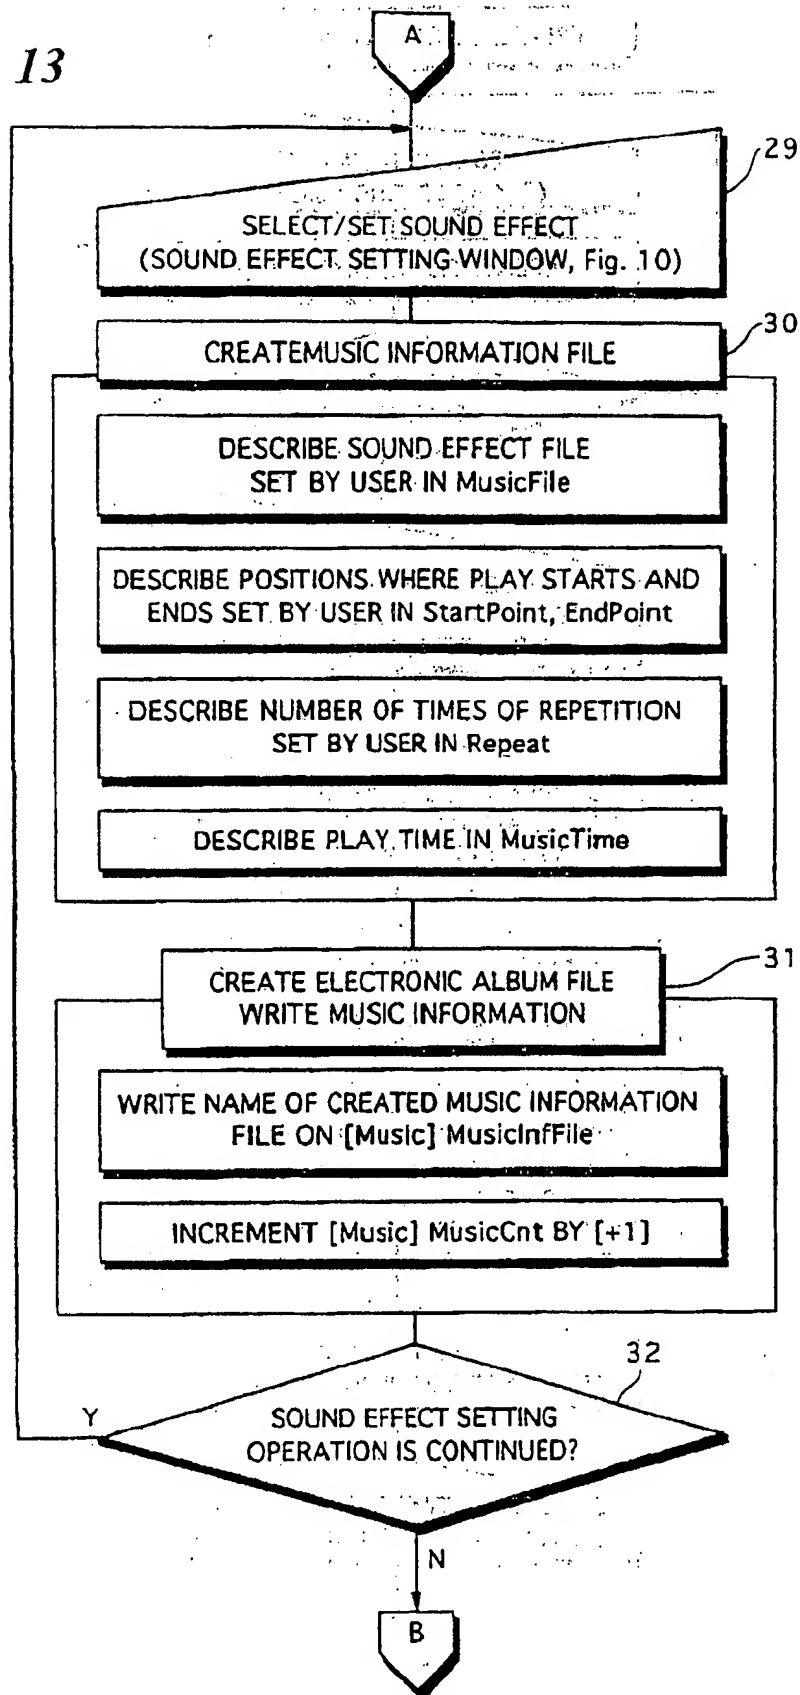 13
A
29
SELECT/SET SOUND EFFECT
(SOUND EFFECT SETTING WINDOW, Fig. 10)
30
CREATEMUSIC INFORMATION FILE
DESCRIBE SOUND EFFECT FILE
SET BY USER IN MusicFile
DESCRIBE POSITIONS WHERE PLAY STARTS AND
ENDS SET BY USER IN StartPoint, EndPoint
DESCRIBE NUMBER OF TIMES OF REPETITION
SET BY USER IN Repeat
DESCRIBE PLAY TIME IN MusicTime
31
CREATE ELECTRONIC ALBUM FILE
WRITE MUSIC INFORMATION
WRITE NAME OF CREATED MUSIC INFORMATION
FILE ON [Music] MusicInfFile
INCREMENT [Music] MusicCnt BY [+1]
32
Y
SOUND EFFECT SETTING
OPERATION IS CONTINUED?
N
B